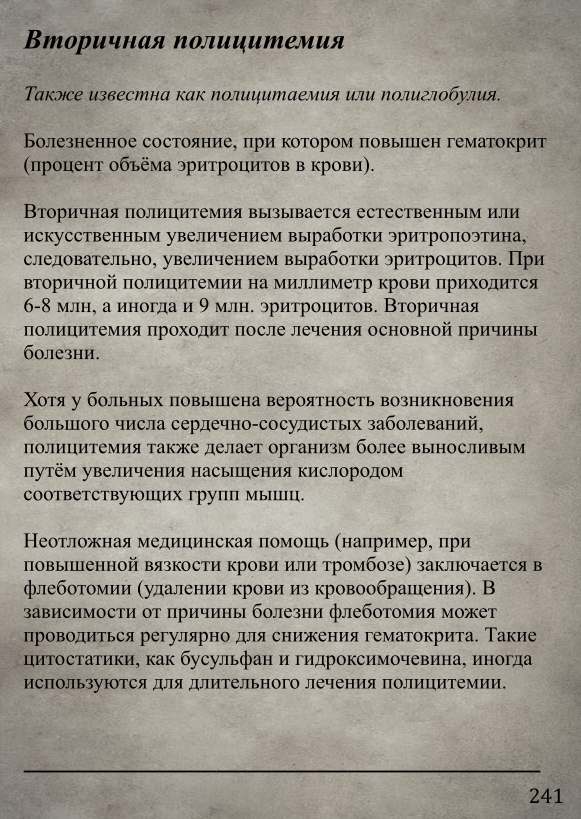 Вторичная полицитемия
Также известна как полицитаемия или полиглобулия.
Болезненное состояние, при котором повышен гематокрит
(процент объёма эритроцитов в крови).
Вторичная полицитемия вызывается естественным или
искусственным увеличением выработки эритропоэтина,
следовательно, увеличением выработки эритроцитов. При
вторичной полицитемии на миллиметр крови приходится
6-8 млн, а иногда и 9 млн. эритроцитов. Вторичная
полицитемия проходит после лечения основной причины
болезни.
Хотя у больных повышена вероятность возникновения
большого числа сердечно-сосудистых заболеваний,
полицитемия также делает организм более выносливым
путём увеличения насыщения кислородом
соответствующих групп мышц.
Неотложная медицинская помощь (например, при
повышенной вязкости крови или тромбозе) заключается в
флеботомии (удалении крови из кровообращения). В
зависимости от причины болезни флеботомия может
проводиться регулярно для снижения гематокрита. Такие
цитостатики, как бусульфан и гидроксимочевина, иногда
используются для длительного лечения полицитемии.
241